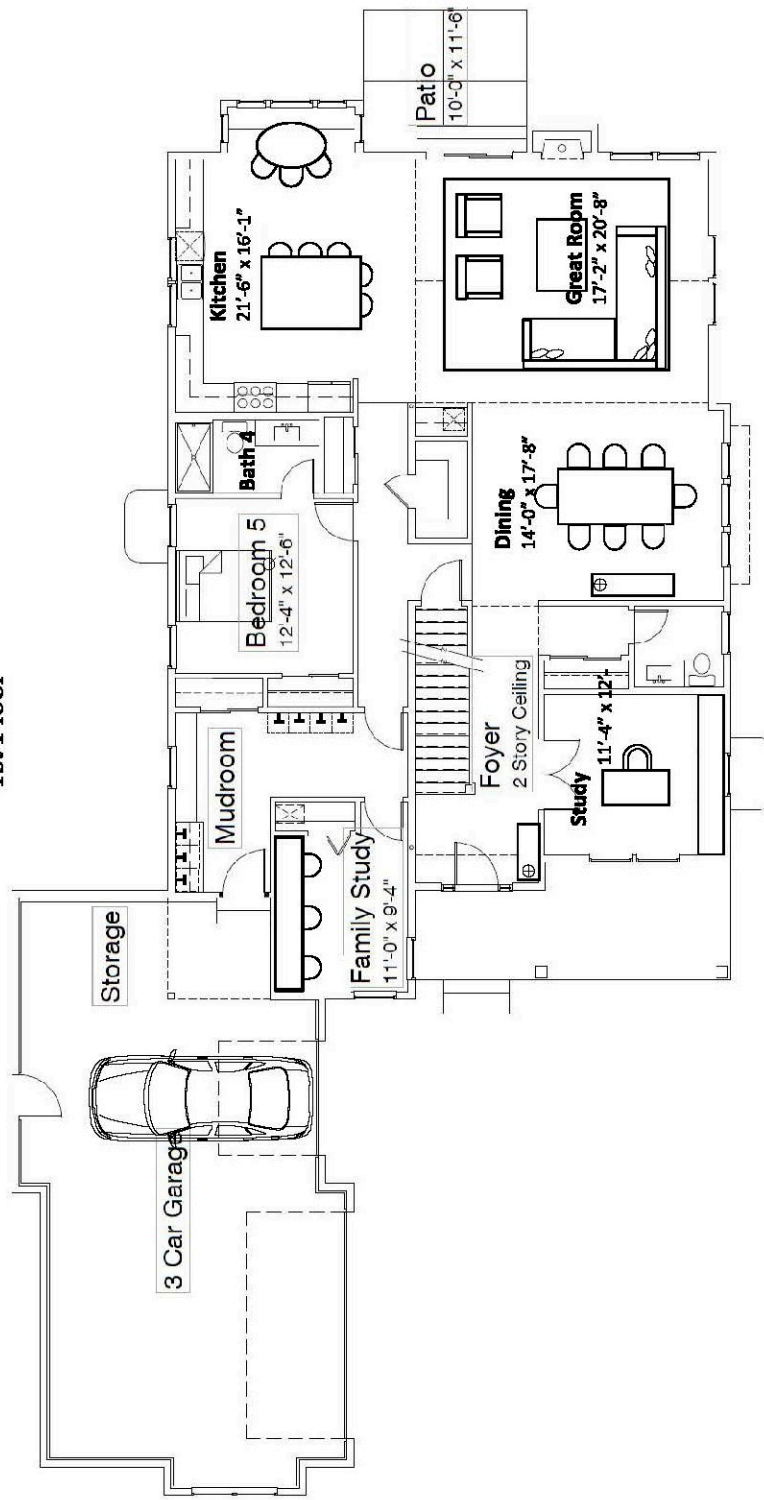 Patio
10'-0" x 11'-6"
Kitchen
21'-6" x 16'-1"
Great Room
17'-2" x 20'-8"
Bath 4
Dining
14'-0" x 17'-8"
Bedroom 5
12'-4" x 12'-6"
Mudroom
Foyer
2 Story Ceiling
Study
11'-4" x 12'-
Family Study
11'-0" x 9'-4"
Storage
3 Car Garage